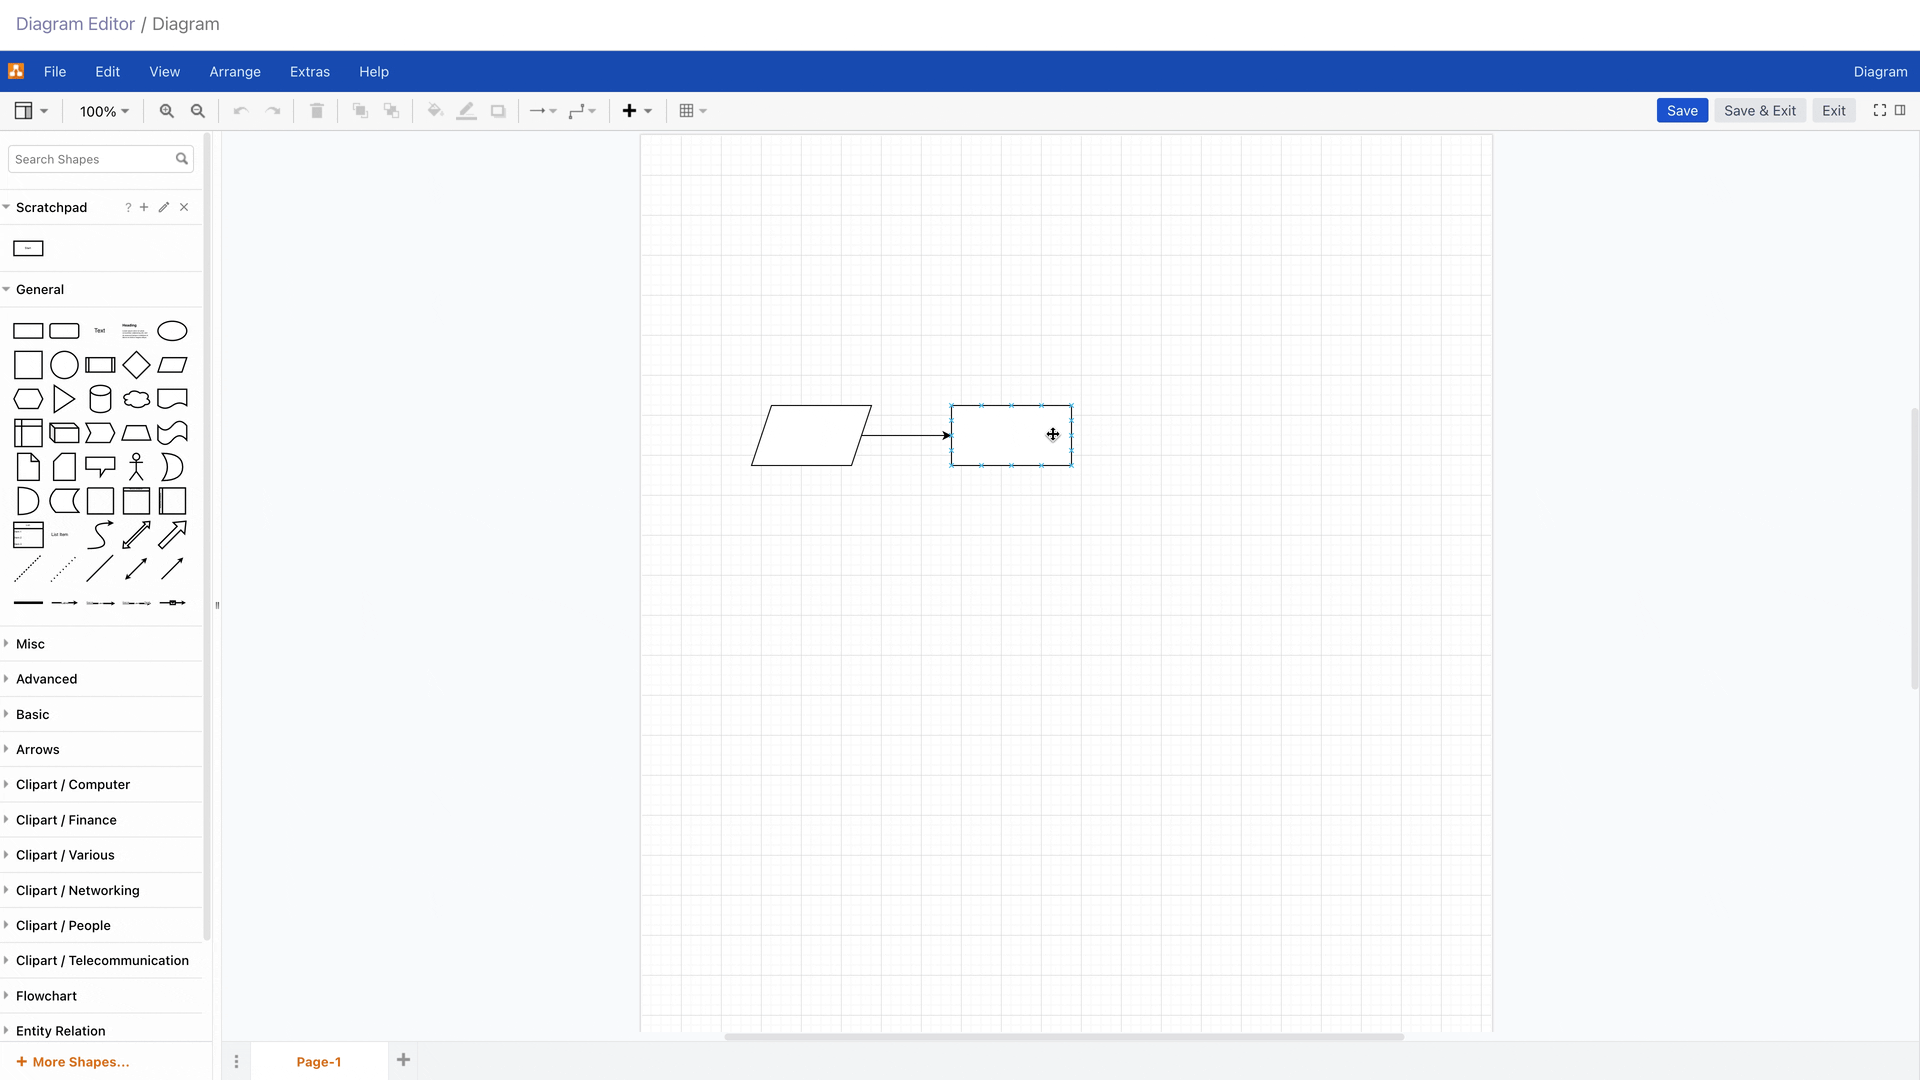 Diagram Editor / Diagram
File Edit View Arrange Extras Help Diagram
100% Save Save & Exit Exit
Search Shapes
Scratchpad ?
General
Text Heading
List Item
Misc
Advanced
Basic
Arrows
Clipart / Computer
Clipart / Finance
Clipart / Various
Clipart / Networking
Clipart / People
Clipart / Telecommunication
Flowchart
Entity Relation
+ More Shapes...
Page-1